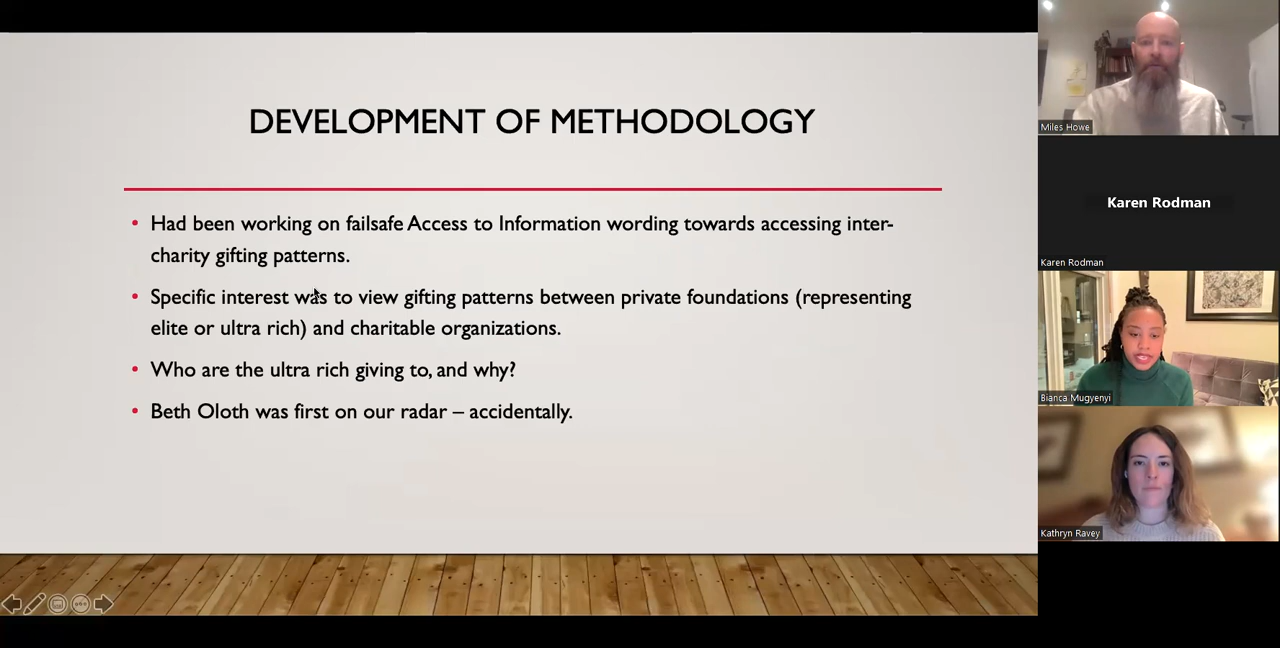 DEVELOPMENT OF METHODOLOGY
• Had been working on failsafe Access to Information wording towards accessing inter-
charity gifting patterns.
• Specific interest was to view gifting patterns between private foundations (representing
elite or ultra rich) and charitable organizations.
• Who are the ultra rich giving to, and why?
• Beth Oloth was first on our radar – accidentally.
Miles Howe
Karen Rodman
Karen Rodman
Bianca Mugyenyi
Kathryn Ravey